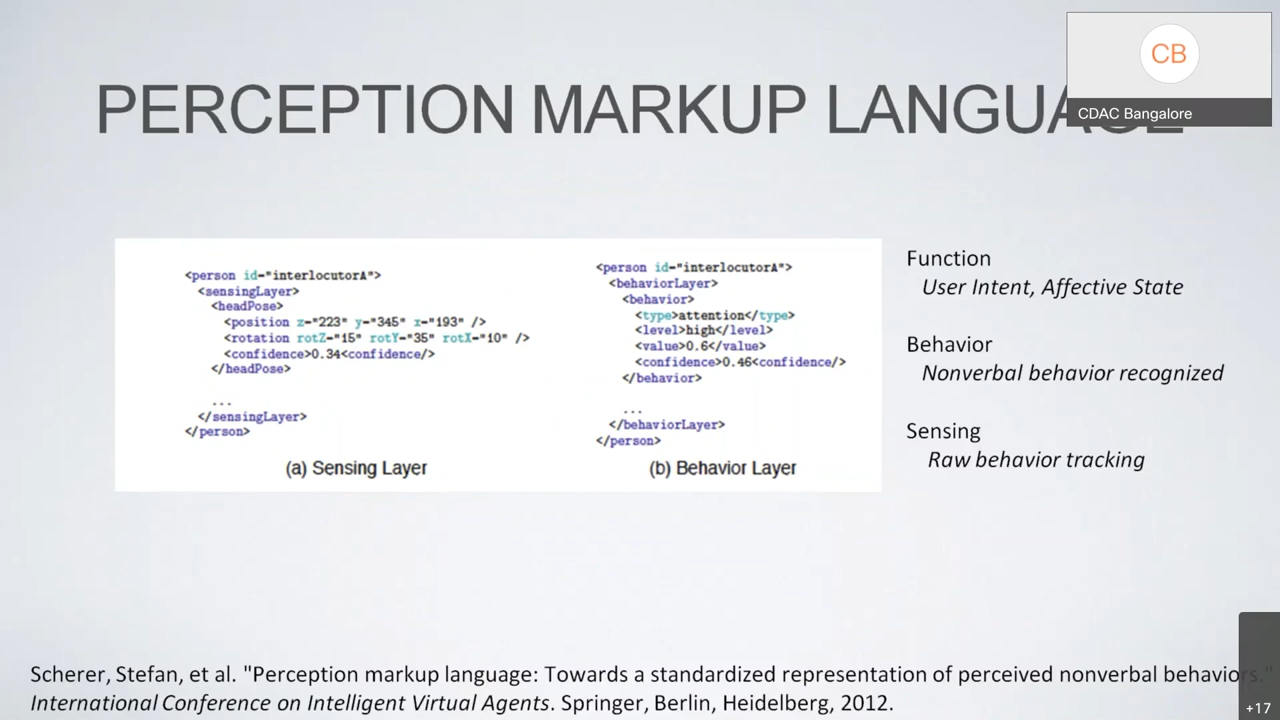 CB
CDAC Bangalore
PERCEPTION MARKUP LANGUAGE
<person id="interlocutorA">
<sensingLayer>
<headPose>
<position z="223" y="345" x="193" />
<rotation rotZ="15" rotY="35" rotX="10" />
<confidence>0.34<confidence/>
</headPose>
...
</sensingLayer>
</person>
(a) Sensing Layer
<person id="interlocutorA">
<behaviorLayer>
<behavior>
<type>attention</type>
<level>high</level>
<value>0.6</value>
<confidence>0.46<confidence/>
</behavior>
...
</behaviorLayer>
</person>
(b) Behavior Layer
Function
User Intent, Affective State
Behavior
Nonverbal behavior recognized
Sensing
Raw behavior tracking
Scherer, Stefan, et al. "Perception markup language: Towards a standardized representation of perceived nonverbal behaviors."
International Conference on Intelligent Virtual Agents. Springer, Berlin, Heidelberg, 2012.
+17